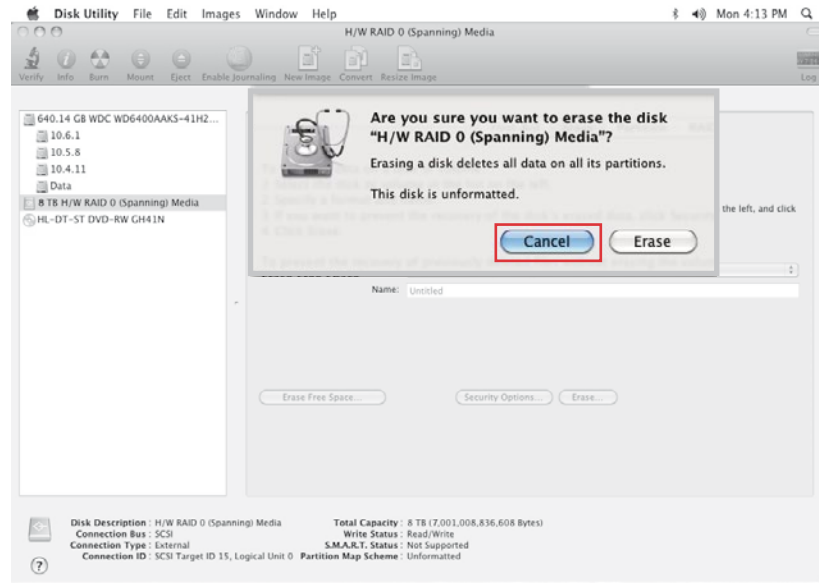 Disk Utility File Edit Images Window Help Mon 4:13 PM
H/W RAID 0 (Spanning) Media
Verify Info Burn Mount Eject Enable Journaling New Image Convert Resize Image Log
640.14 GB WDC WD6400AAKS-41H2...
10.6.1
10.5.8
10.4.11
Data
8 TB H/W RAID 0 (Spanning) Media
HL-DT-ST DVD-RW GH41N
Are you sure you want to erase the disk
“H/W RAID 0 (Spanning) Media”?
Erasing a disk deletes all data on all its partitions.
This disk is unformatted.
Cancel Erase
the left, and click
Name: Untitled
Erase Free Space... Security Options... Erase...
Disk Description : H/W RAID 0 (Spanning) Media
Connection Bus : SCSI
Connection Type : External
Connection ID : SCSI Target ID 15, Logical Unit 0
Total Capacity : 8 TB (7,001,008,836,608 Bytes)
Write Status : Read/Write
S.M.A.R.T. Status : Not Supported
Partition Map Scheme : Unformatted
?